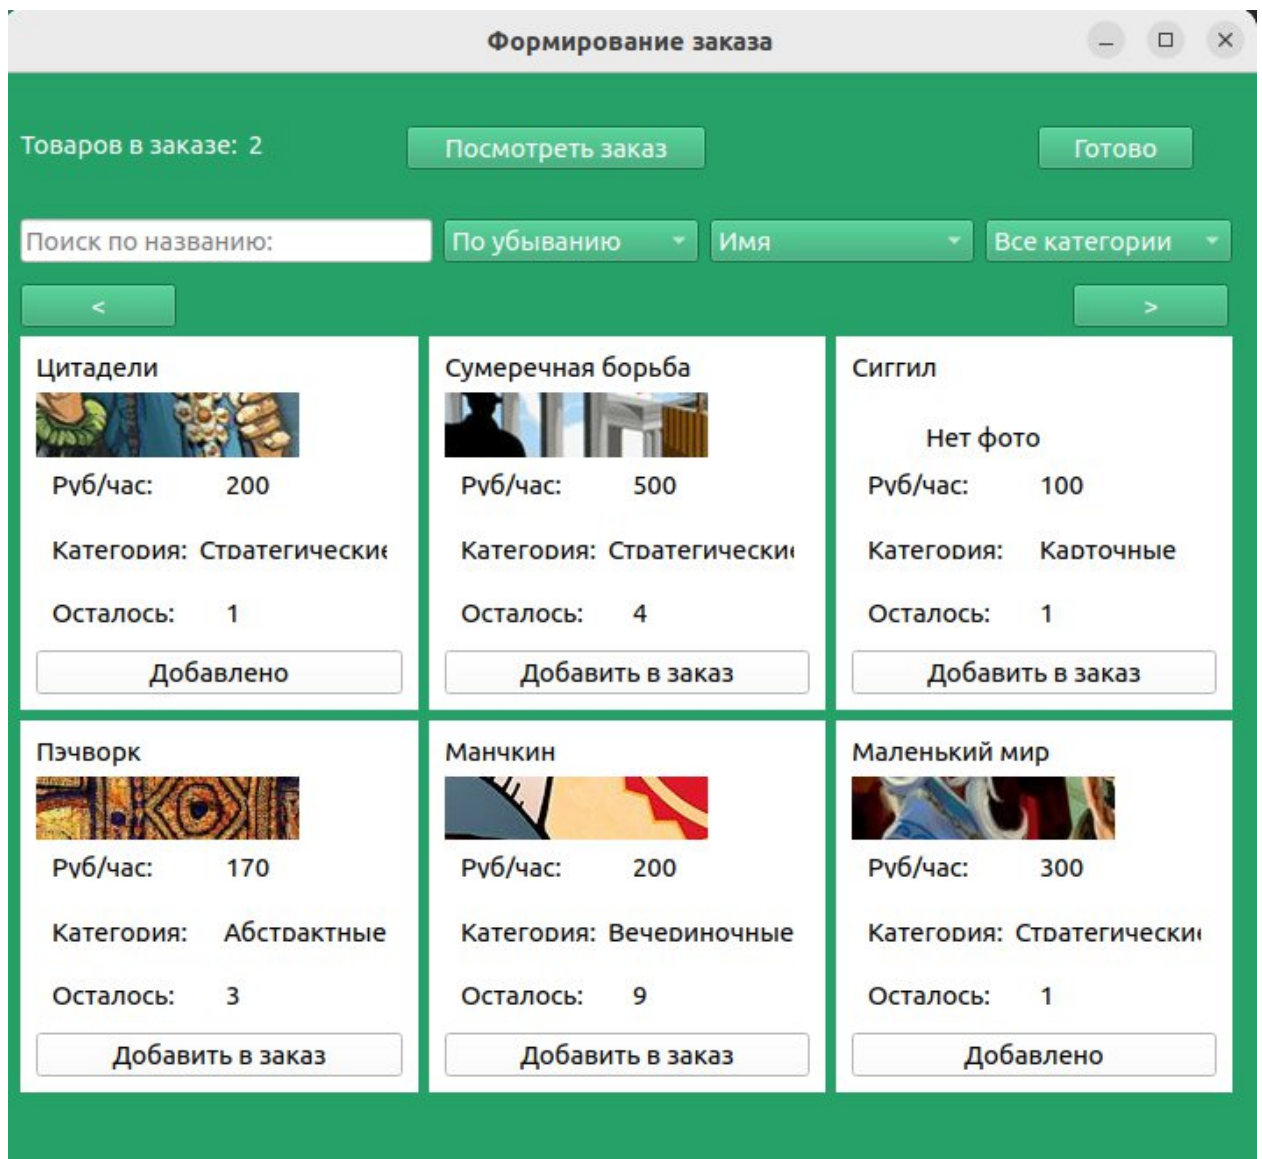 Формирование заказа
Товаров в заказе: 2 Посмотреть заказ Готово
Поиск по названию: По убыванию Имя Все категории
< >
Цитадели
Руб/час: 200
Категория: Стратегические
Осталось: 1
Добавлено
Сумеречная борьба
Руб/час: 500
Категория: Стратегические
Осталось: 4
Добавить в заказ
Сиггил
Нет фото
Руб/час: 100
Категория: Карточные
Осталось: 1
Добавить в заказ
Пэчворк
Руб/час: 170
Категория: Абстрактные
Осталось: 3
Добавить в заказ
Манчкин
Руб/час: 200
Категория: Вечериночные
Осталось: 9
Добавить в заказ
Маленький мир
Руб/час: 300
Категория: Стратегические
Осталось: 1
Добавлено